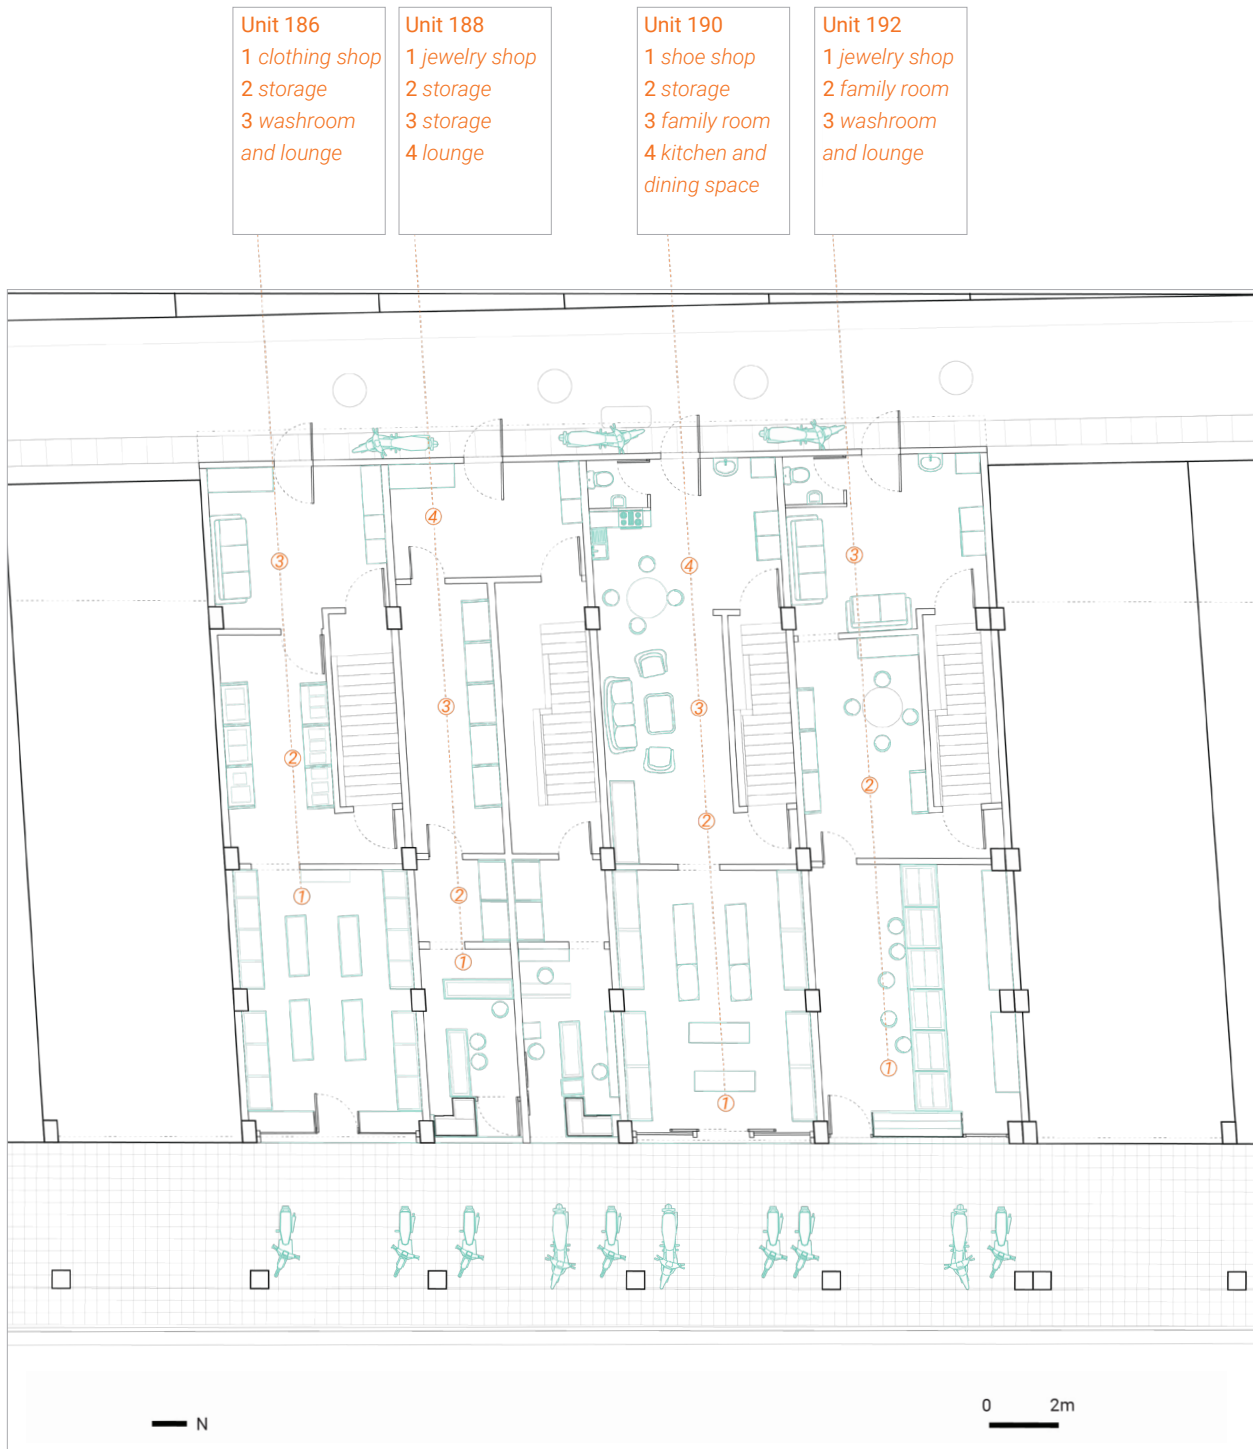 Unit 186
1 clothing shop
2 storage
3 washroom
and lounge
Unit 188
1 jewelry shop
2 storage
3 storage
4 lounge
Unit 190
1 shoe shop
2 storage
3 family room
4 kitchen and
dining space
Unit 192
1 jewelry shop
2 family room
3 washroom
and lounge
4
3
4
3
3
3
2
2
2
1
2
1
1
1
N
0 2m